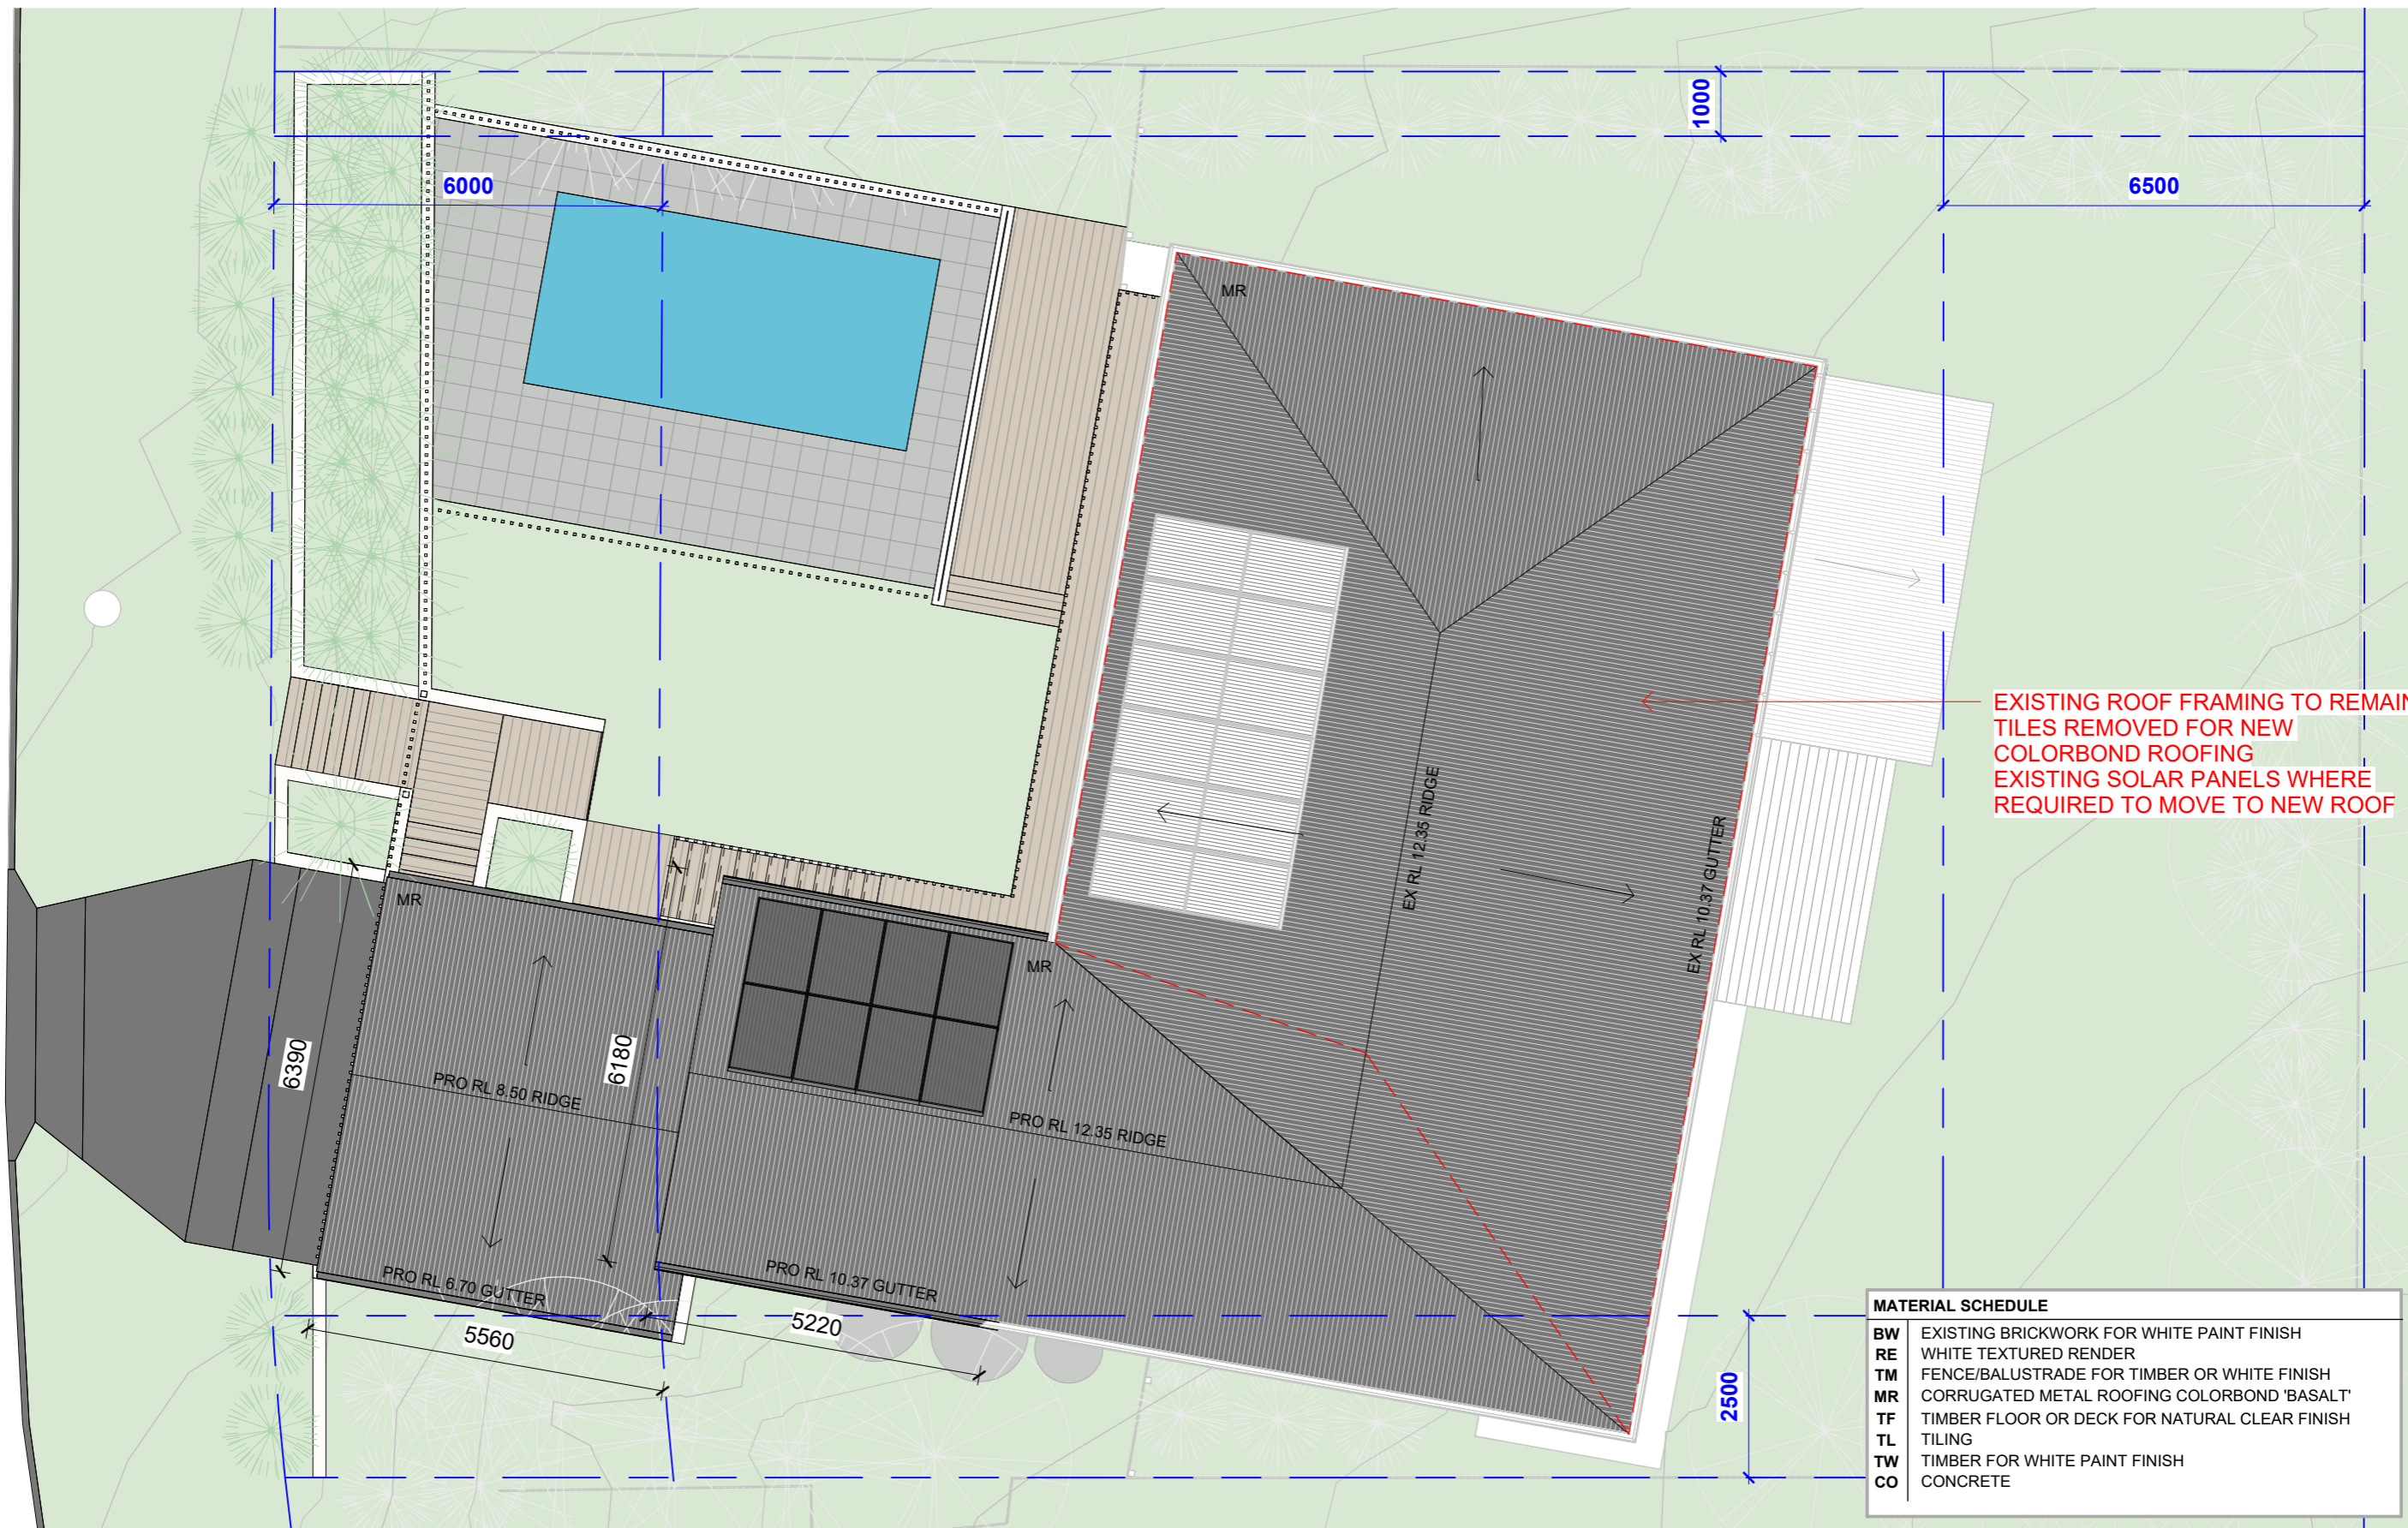 1000
6000
6500
MR
EXISTING ROOF FRAMING TO REMAIN
TILES REMOVED FOR NEW
COLORBOND ROOFING
EXISTING SOLAR PANELS WHERE
REQUIRED TO MOVE TO NEW ROOF
EX RL 12.35 RIDGE
EX RL 10.37 GUTTER
MR
MR
6390
6180
PRO RL 8.50 RIDGE
PRO RL 12.35 RIDGE
PRO RL 6.70 GUTTER
PRO RL 10.37 GUTTER
5560
5220
2500
MATERIAL SCHEDULE
BW EXISTING BRICKWORK FOR WHITE PAINT FINISH
RE WHITE TEXTURED RENDER
TM FENCE/BALUSTRADE FOR TIMBER OR WHITE FINISH
MR CORRUGATED METAL ROOFING COLORBOND 'BASALT'
TF TIMBER FLOOR OR DECK FOR NATURAL CLEAR FINISH
TL TILING
TW TIMBER FOR WHITE PAINT FINISH
CO CONCRETE